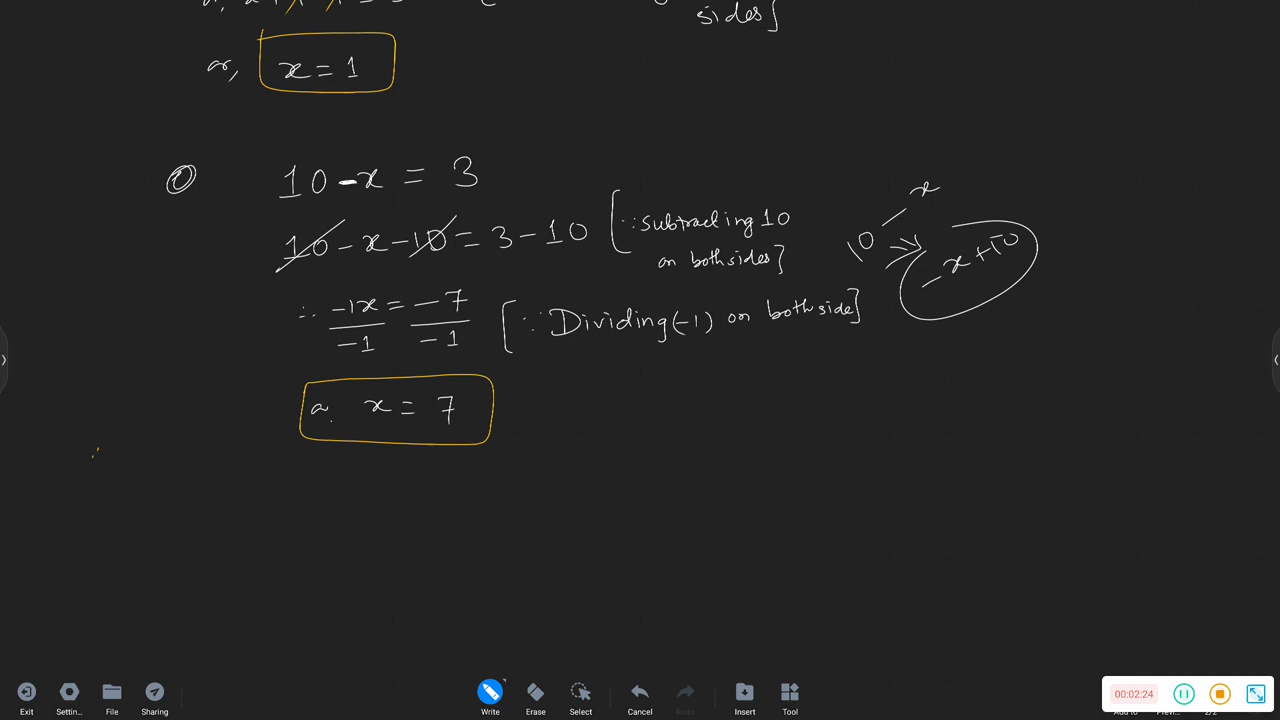 sides]
or, x = 1
10 - x = 3
10 - x - 10 = 3 - 10 [∵ subtracting 10
on both sides]
∴ -1x = -7 [∵ Dividing (-1) on both side]
-1 -1
x = 7
10 - x
⇒ -x + 10
Exit Settin... File Sharing Write Erase Select Cancel Redo Insert Tool
00:02:24